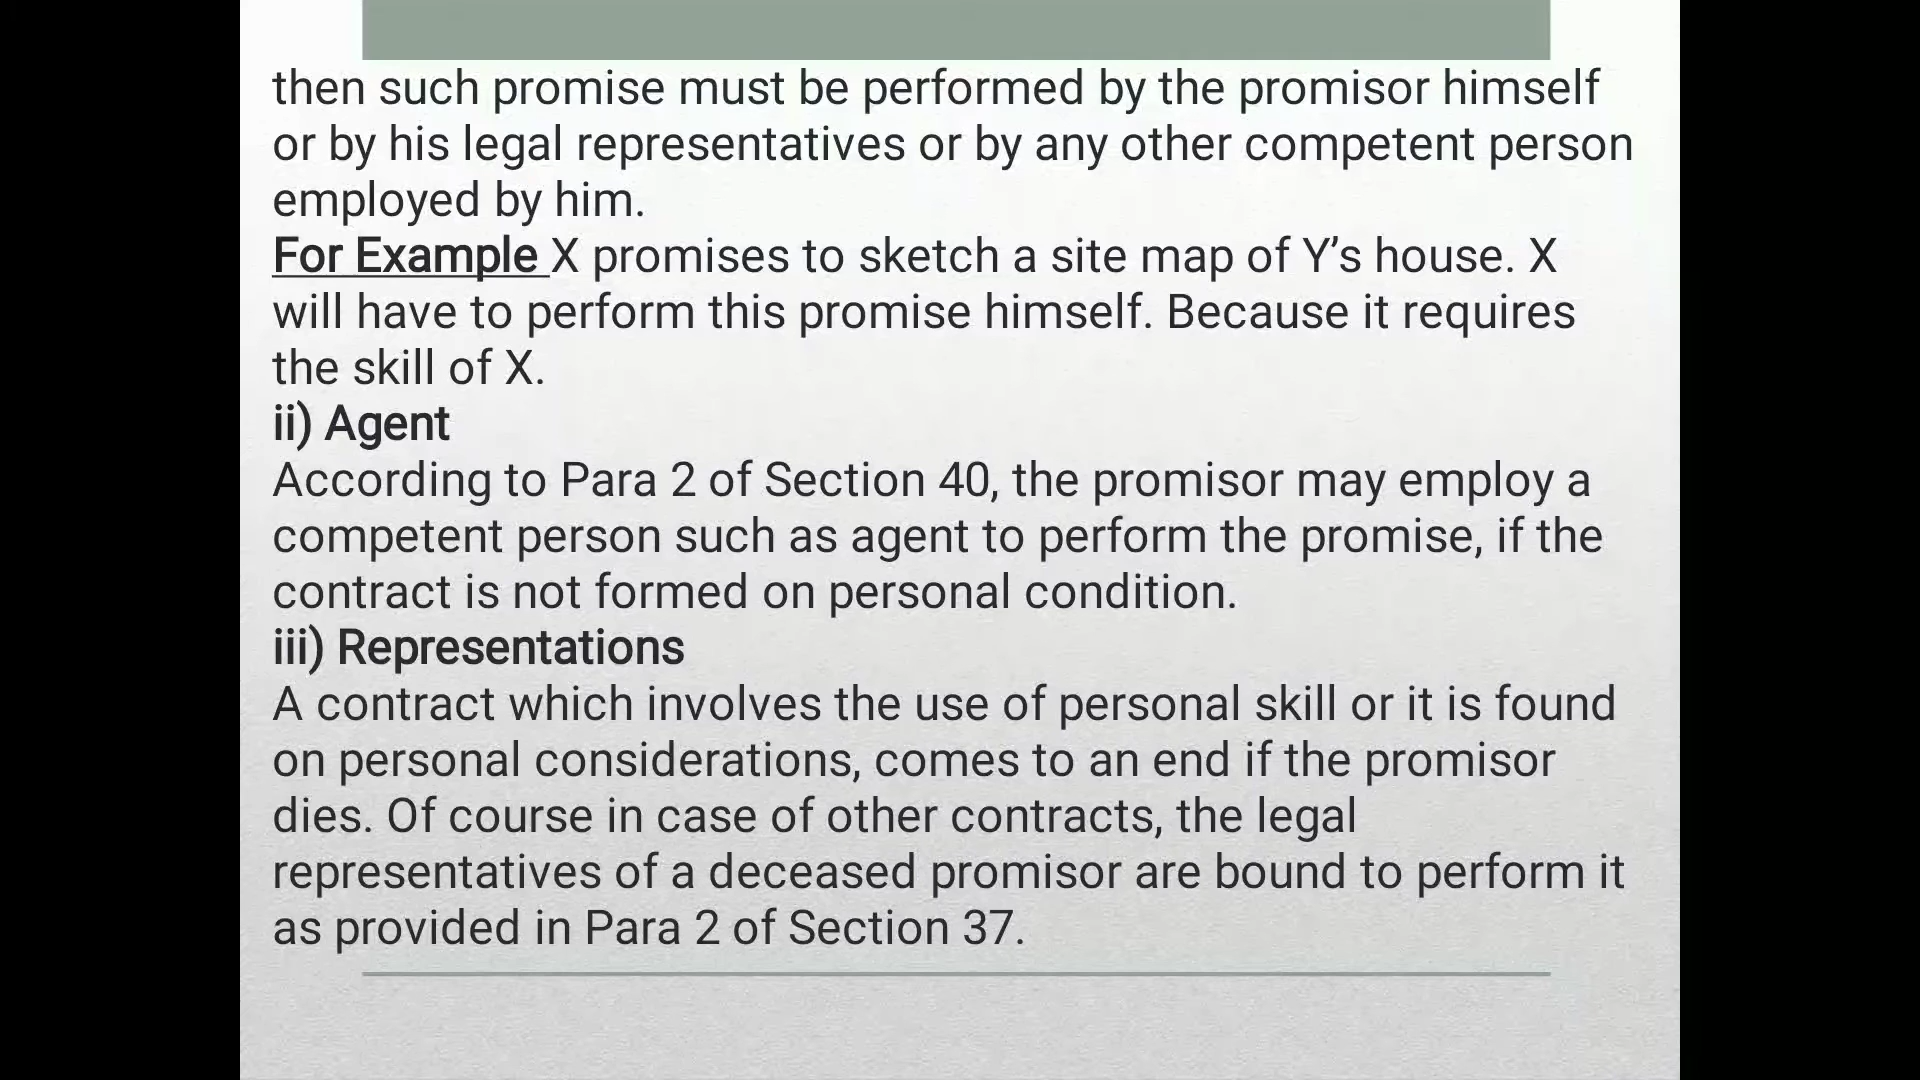 then such promise must be performed by the promisor himself
or by his legal representatives or by any other competent person
employed by him.
For Example X promises to sketch a site map of Y’s house. X
will have to perform this promise himself. Because it requires
the skill of X.
ii) Agent
According to Para 2 of Section 40, the promisor may employ a
competent person such as agent to perform the promise, if the
contract is not formed on personal condition.
iii) Representations
A contract which involves the use of personal skill or it is found
on personal considerations, comes to an end if the promisor
dies. Of course in case of other contracts, the legal
representatives of a deceased promisor are bound to perform it
as provided in Para 2 of Section 37.